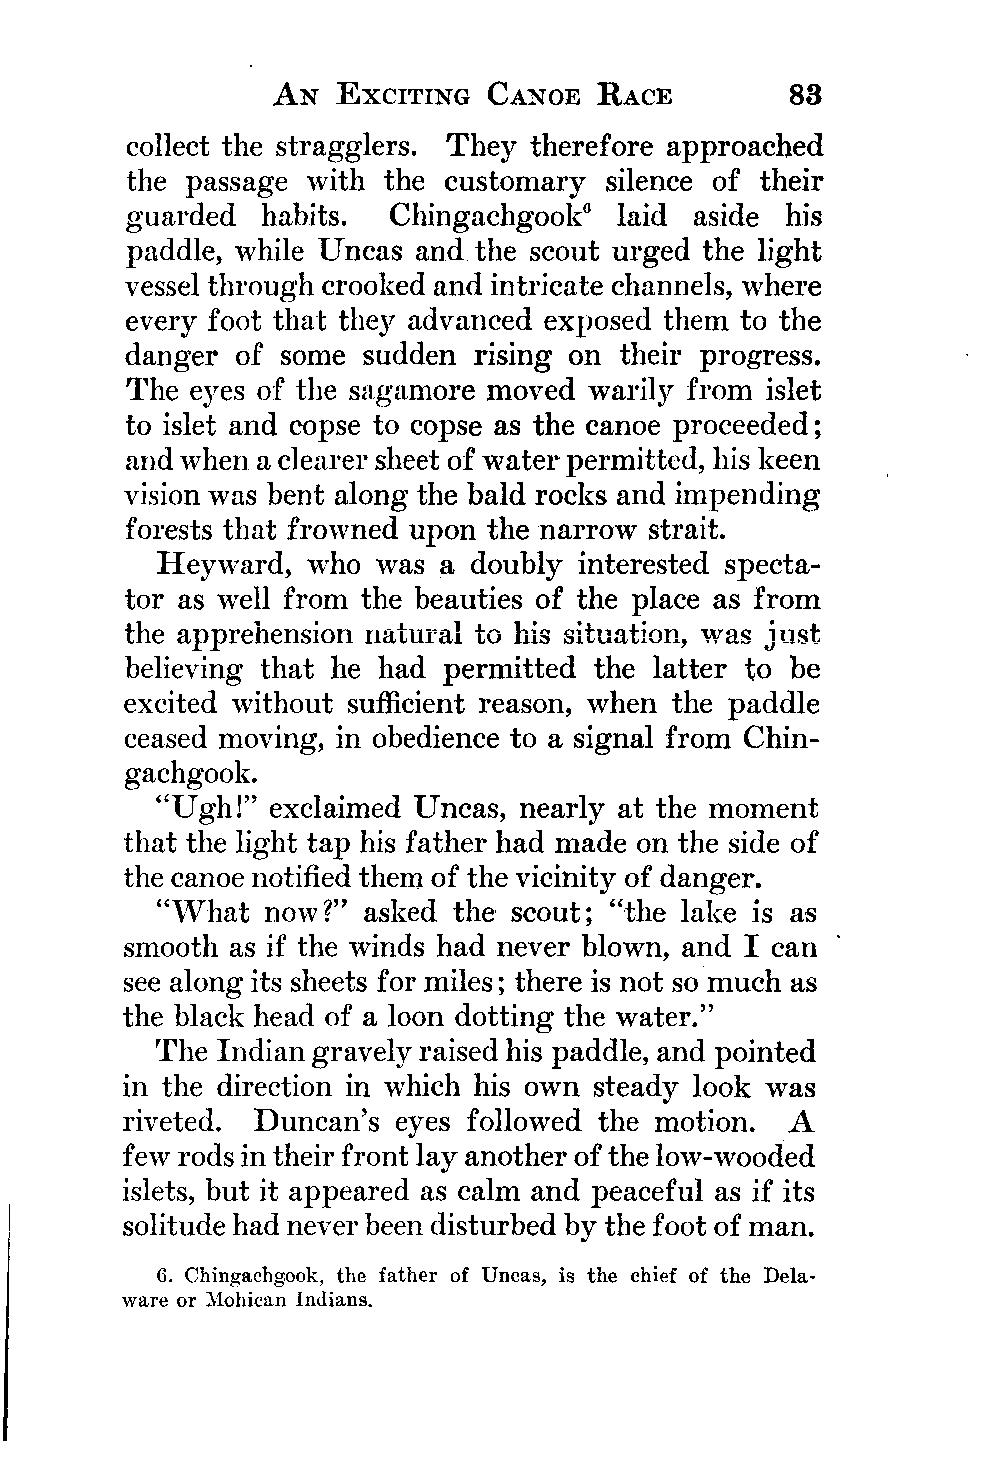 AN EXCITING CANOE RACE 83
collect the stragglers. They therefore approached
the passage with the customary silence of their
guarded habits. Chingachgook⁶ laid aside his
paddle, while Uncas and the scout urged the light
vessel through crooked and intricate channels, where
every foot that they advanced exposed them to the
danger of some sudden rising on their progress.
The eyes of the sagamore moved warily from islet
to islet and copse to copse as the canoe proceeded;
and when a clearer sheet of water permitted, his keen
vision was bent along the bald rocks and impending
forests that frowned upon the narrow strait.
Heyward, who was a doubly interested specta-
tor as well from the beauties of the place as from
the apprehension natural to his situation, was just
believing that he had permitted the latter to be
excited without sufficient reason, when the paddle
ceased moving, in obedience to a signal from Chin-
gachgook.
"Ugh!" exclaimed Uncas, nearly at the moment
that the light tap his father had made on the side of
the canoe notified them of the vicinity of danger.
"What now?" asked the scout; "the lake is as
smooth as if the winds had never blown, and I can
see along its sheets for miles; there is not so much as
the black head of a loon dotting the water."
The Indian gravely raised his paddle, and pointed
in the direction in which his own steady look was
riveted. Duncan's eyes followed the motion. A
few rods in their front lay another of the low-wooded
islets, but it appeared as calm and peaceful as if its
solitude had never been disturbed by the foot of man.
6. Chingachgook, the father of Uncas, is the chief of the Dela-
ware or Mohican Indians.